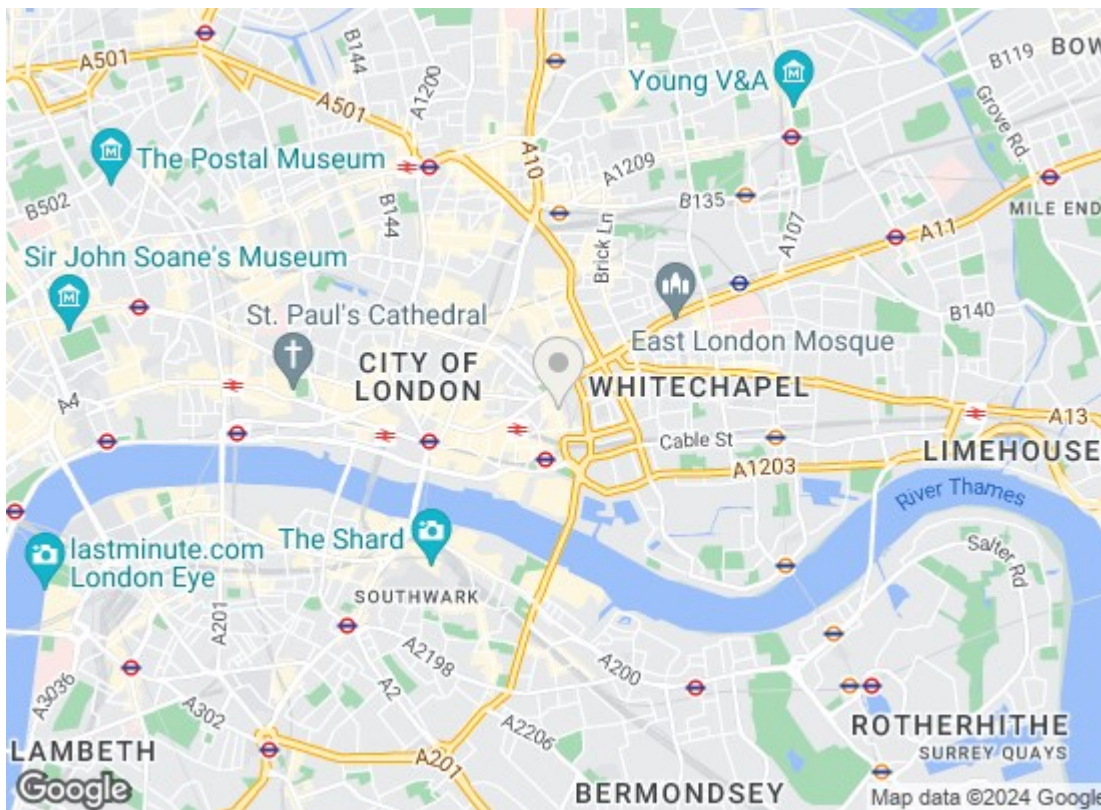 A501
B144
A1200
A501
A10
Young V&A
B119
BOW
Grove Rd
The Postal Museum
A1209
B502
B144
B135
A107
A11
MILE END
Brick Ln
Sir John Soane's Museum
St. Paul's Cathedral
B140
East London Mosque
CITY OF
LONDON
WHITECHAPEL
A4
Cable St
A13
A1203
LIMEHOUSE
River Thames
The Shard
lastminute.com
London Eye
Salter Rd
SOUTHWARK
A201
A2198
A200
A3036
A302
A2
A2206
ROTHERHITHE
SURREY QUAYS
LAMBETH
A201
BERMONDSEY
Google
Map data ©2024 Google